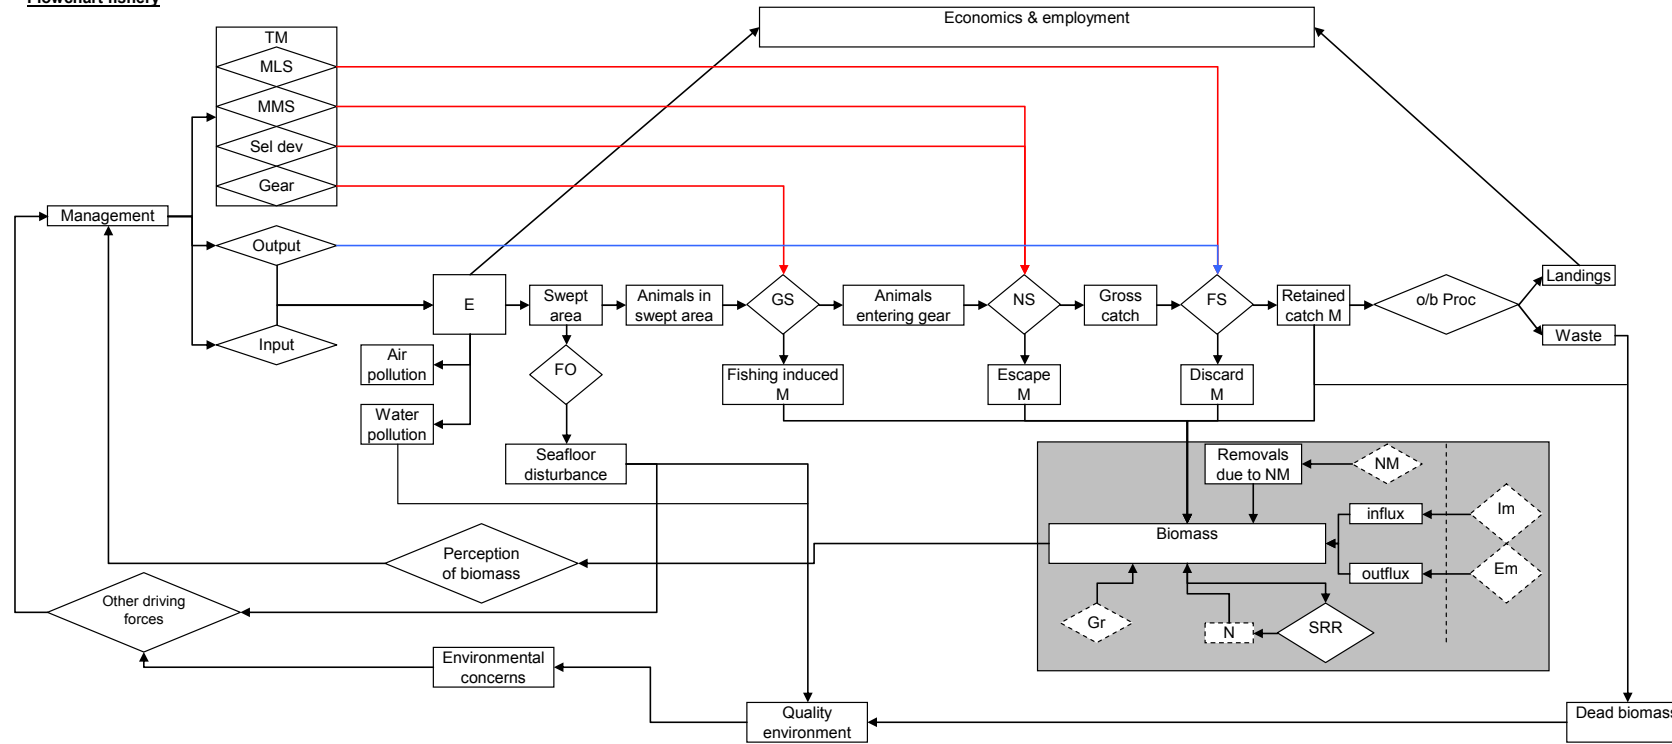 Flowchart fishery
Economics & employment
TM
MLS
MMS
Sel dev
Gear
Management
Output
Input
E
Swept
area
Animals in
swept area
GS
Animals
entering gear
NS
Gross
catch
FS
Retained
catch M
o/b Proc
Landings
Waste
Air
pollution
Water
pollution
FO
Fishing induced
M
Escape
M
Discard
M
Seafloor
disturbance
Removals
due to NM
NM
influx
Im
Biomass
outflux
Em
Perception
of biomass
Other driving
forces
Gr
N
SRR
Environmental
concerns
Quality
environment
Dead biomass